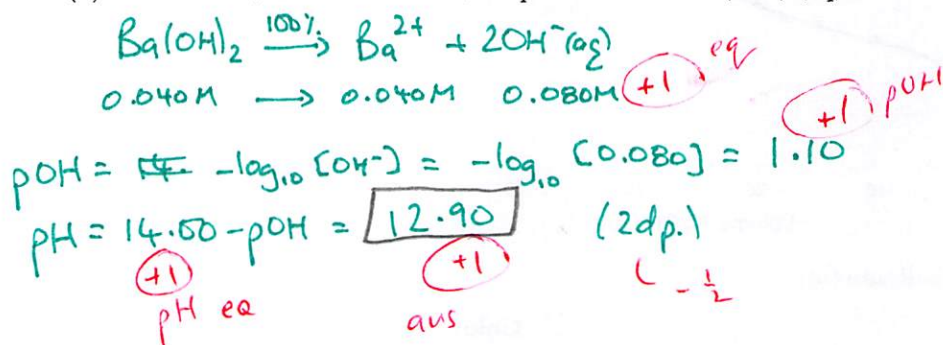 Ba(OH)₂ 100%→ Ba²⁺ + 2OH⁻(aq)
0.040M → 0.040M 0.080M +1 eq
+1 pOH
pOH = -log₁₀ [OH⁻] = -log₁₀ [0.080] = 1.10
pH = 14.00 - pOH = 12.90 (2dp.)
+1 +1 ( - ½
pH eq ans